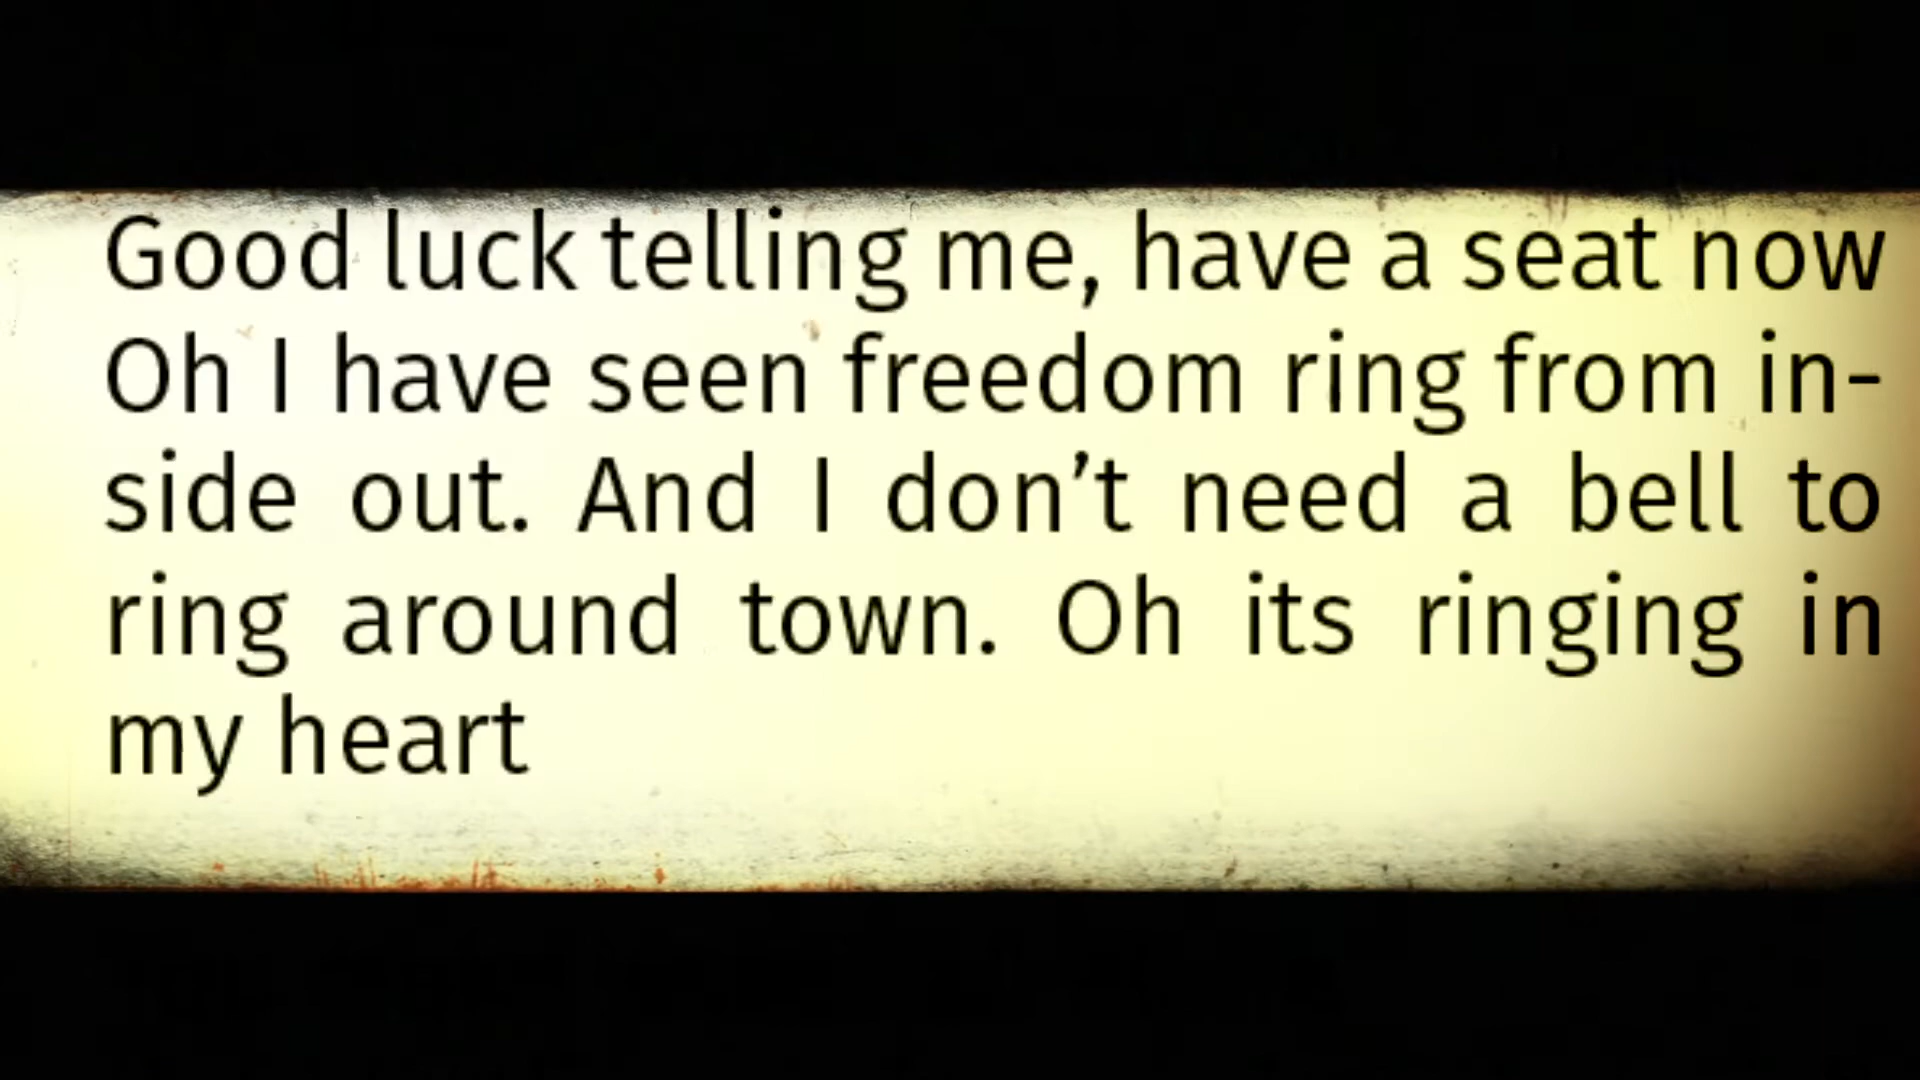 Good luck telling me, have a seat now
Oh I have seen freedom ring from in-
side out. And I don’t need a bell to
ring around town. Oh its ringing in
my heart